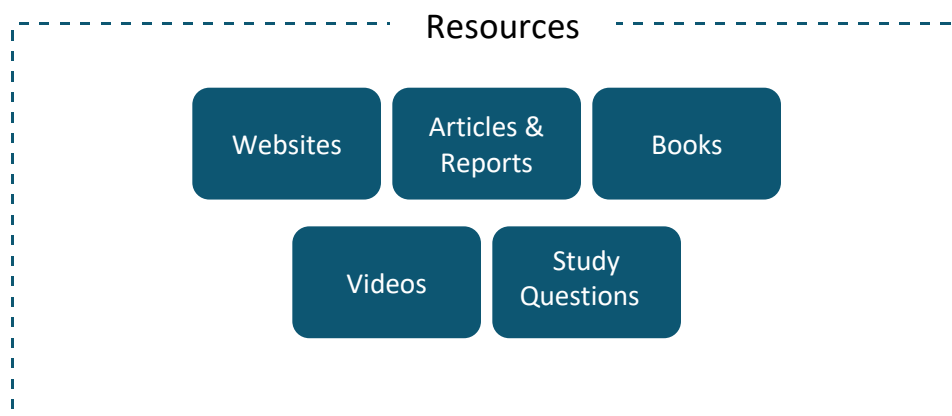 Resources
Websites
Articles &
Reports
Books
Videos
Study
Questions